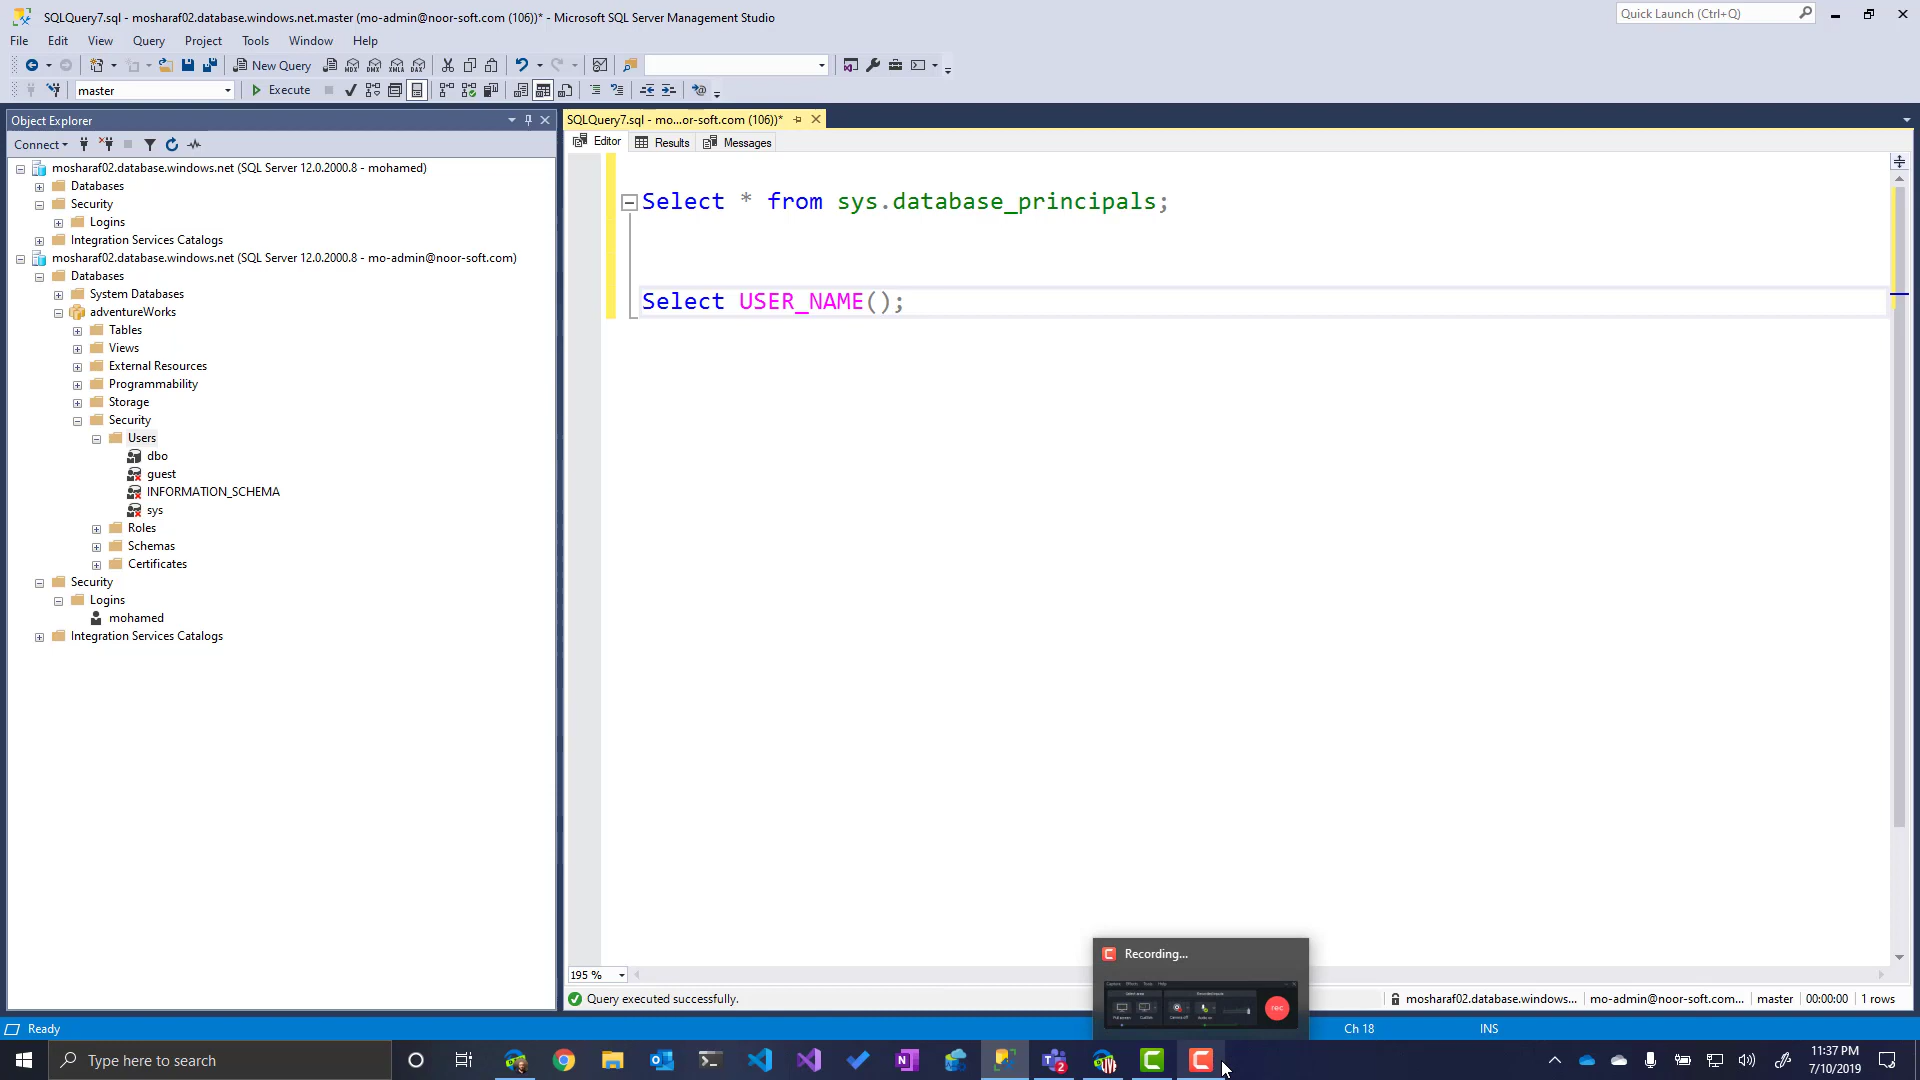 SQLQuery7.sql - mosharaf02.database.windows.net.master (mo-admin@noor-soft.com (106))* - Microsoft SQL Server Management Studio
Quick Launch (Ctrl+Q)
File Edit View Query Project Tools Window Help
New Query
master
Execute
Object Explorer
SQLQuery7.sql - mo...or-soft.com (106))*
Connect
Editor Results Messages
mosharaf02.database.windows.net (SQL Server 12.0.2000.8 - mohamed)
Databases
Security
Logins
Integration Services Catalogs
mosharaf02.database.windows.net (SQL Server 12.0.2000.8 - mo-admin@noor-soft.com)
Databases
System Databases
adventureWorks
Tables
Views
External Resources
Programmability
Storage
Security
Users
dbo
guest
INFORMATION_SCHEMA
sys
Roles
Schemas
Certificates
Security
Logins
mohamed
Integration Services Catalogs
Select * from sys.database_principals;
Select USER_NAME();
Recording...
Capture Effects Tools Help
rec
195 %
Query executed successfully.
mosharaf02.database.windows... mo-admin@noor-soft.com... master 00:00:00 1 rows
Ready
Ch 18
INS
Type here to search
2
11:37 PM
7/10/2019